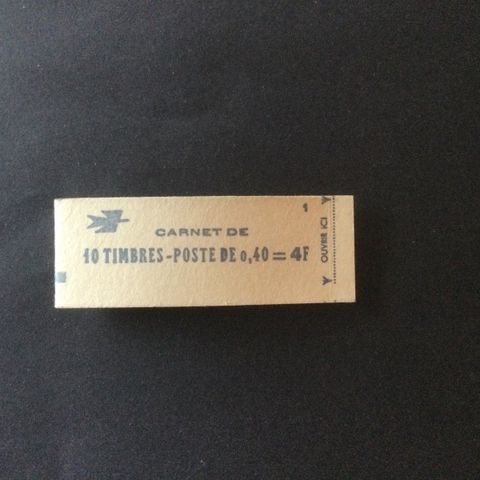 1
CARNET DE
10 TIMBRES-POSTE DE 0,40 = 4F
OUVRIR ICI